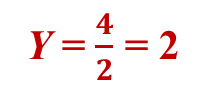 Y = 4/2 = 2